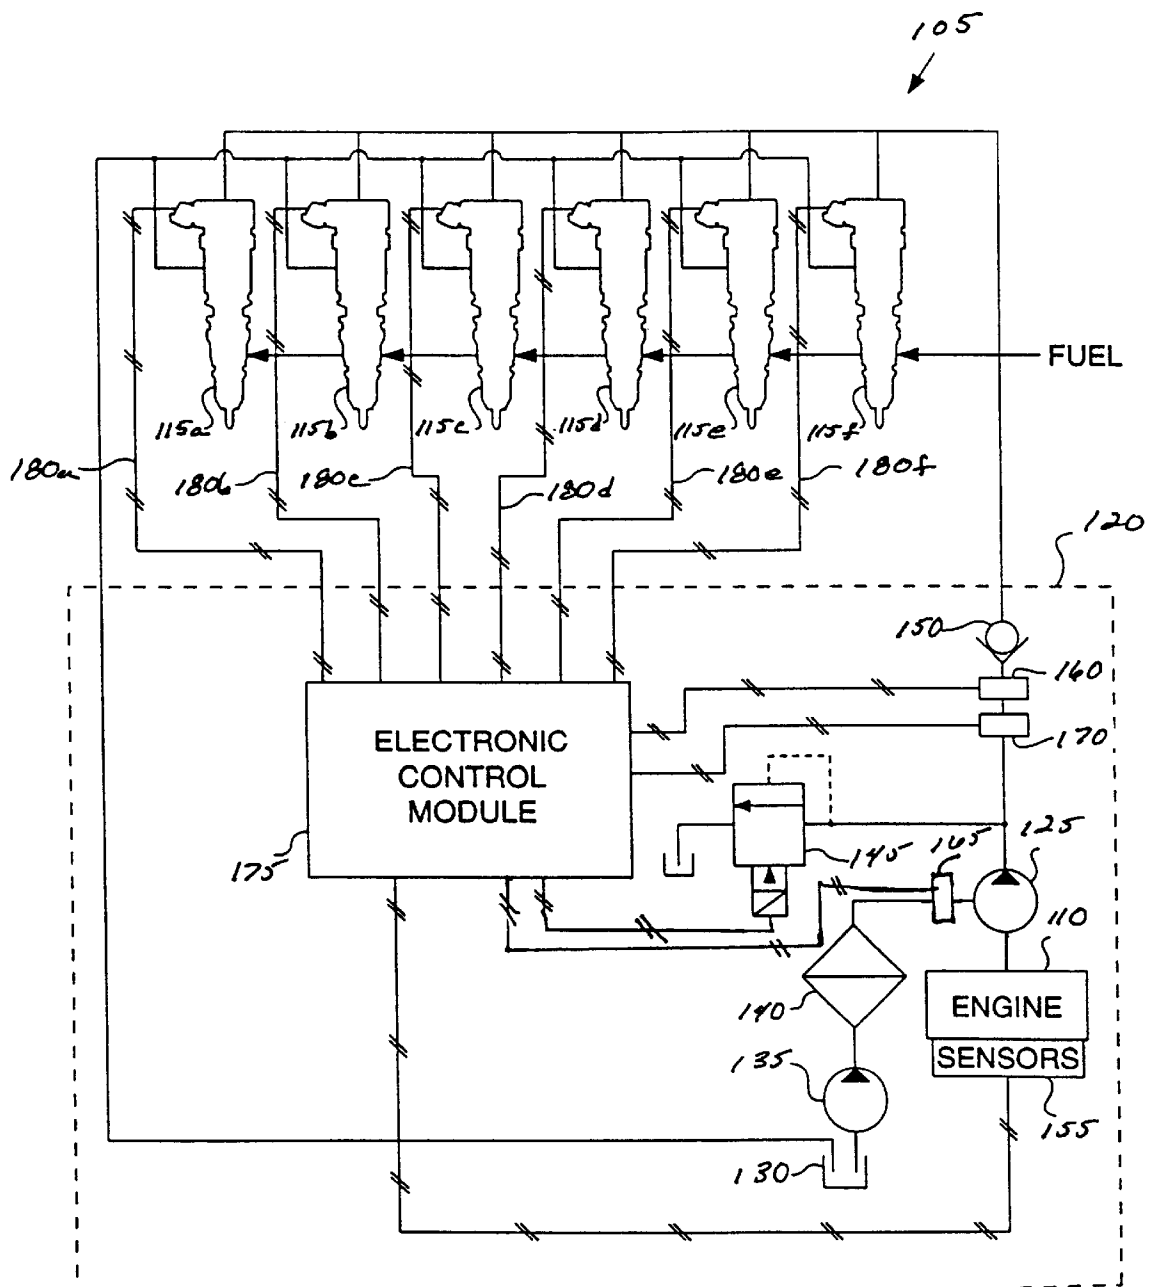 105
FUEL
115a
115b
115c
115d
115e
115f
180a
180b
180c
180d
180e
180f
120
150
160
170
ELECTRONIC
CONTROL
MODULE
175
145
165
125
110
140
ENGINE
SENSORS
135
155
130